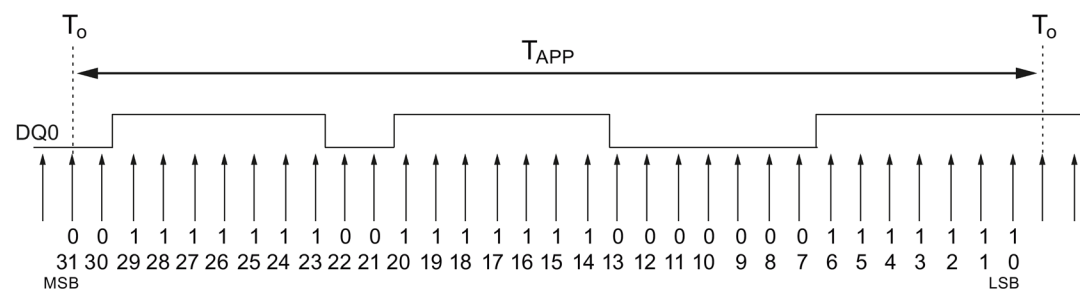 To To
TAPP
DQ0
0 0 1 1 1 1 1 1 1 0 0 1 1 1 1 1 1 1 0 0 0 0 0 0 0 1 1 1 1 1 1 1
31 30 29 28 27 26 25 24 23 22 21 20 19 18 17 16 15 14 13 12 11 10 9 8 7 6 5 4 3 2 1 0
MSB LSB